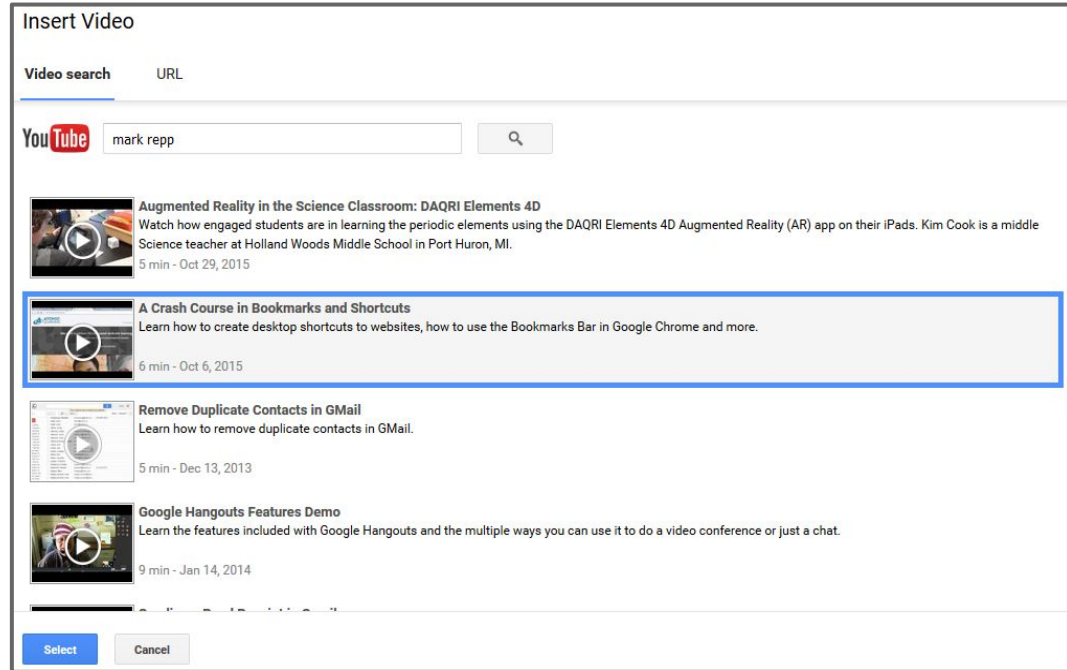 Insert Video
Video search URL
YouTube mark repp
Augmented Reality in the Science Classroom: DAQRI Elements 4D
Watch how engaged students are in learning the periodic elements using the DAQRI Elements 4D Augmented Reality (AR) app on their iPads. Kim Cook is a middle
Science teacher at Holland Woods Middle School in Port Huron, MI.
5 min - Oct 29, 2015
A Crash Course in Bookmarks and Shortcuts
Learn how to create desktop shortcuts to websites, how to use the Bookmarks Bar in Google Chrome and more.
6 min - Oct 6, 2015
Remove Duplicate Contacts in GMail
Learn how to remove duplicate contacts in GMail.
5 min - Dec 13, 2013
Google Hangouts Features Demo
Learn the features included with Google Hangouts and the multiple ways you can use it to do a video conference or just a chat.
9 min - Jan 14, 2014
Select Cancel